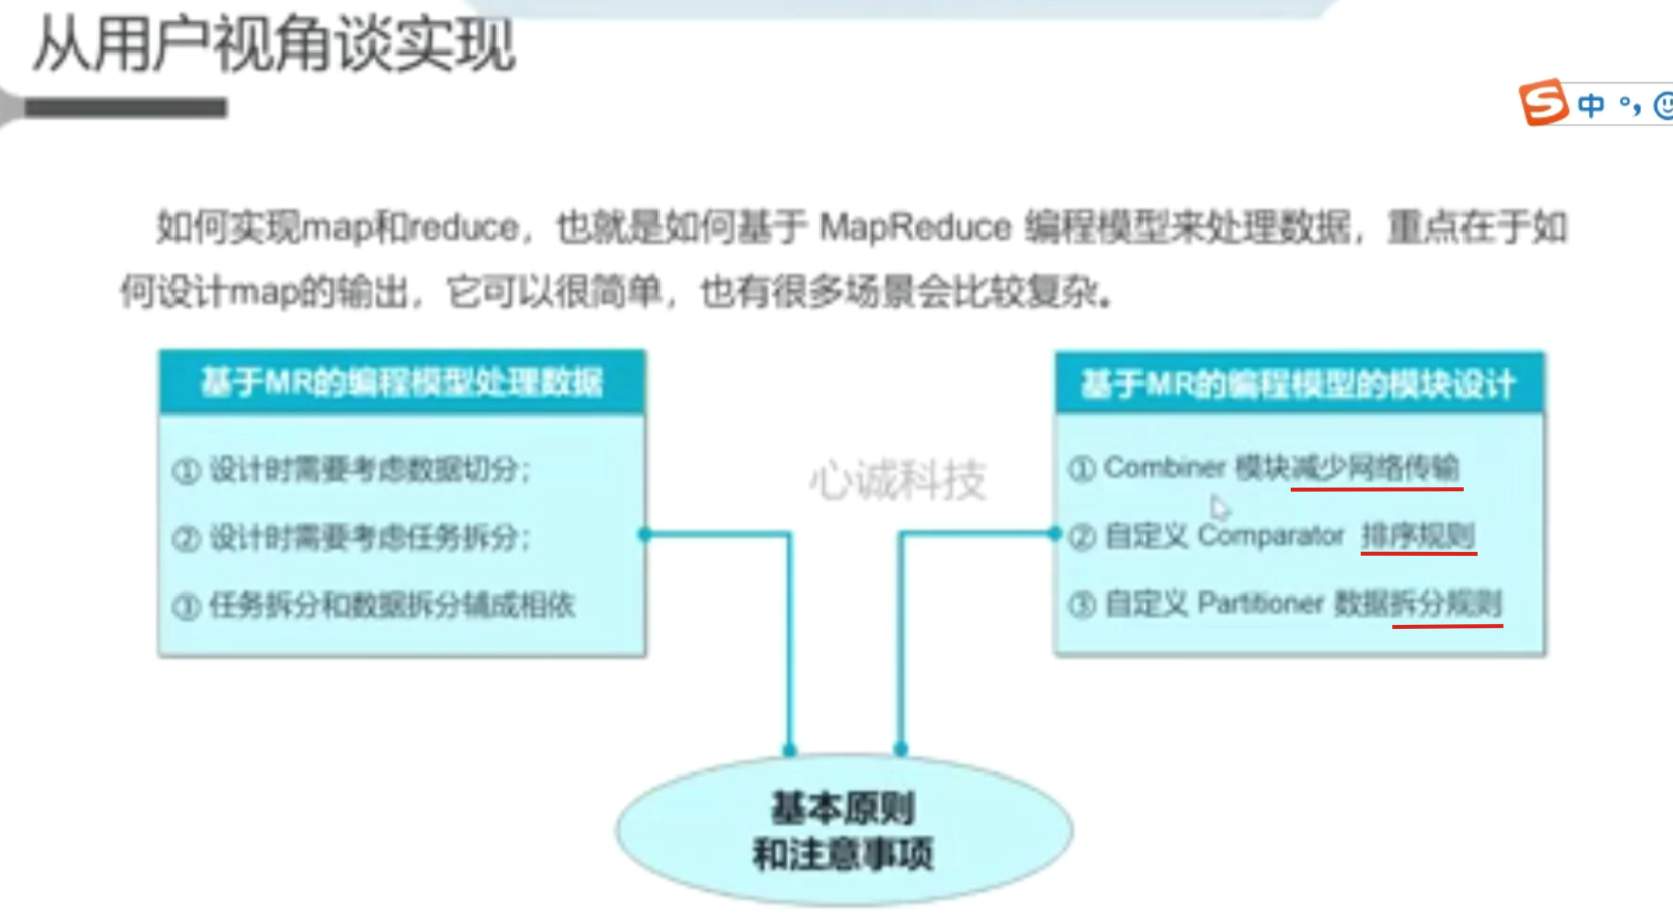 从用户视角谈实现
中 °,
如何实现map和reduce，也就是如何基于 MapReduce 编程模型来处理数据，重点在于如
何设计map的输出，它可以很简单，也有很多场景会比较复杂。
基于MR的编程模型处理数据
① 设计时需要考虑数据切分；
② 设计时需要考虑任务拆分；
③ 任务拆分和数据拆分辅成相依
心诚科技
基于MR的编程模型的模块设计
① Combiner 模块减少网络传输
② 自定义 Comparator 排序规则
③ 自定义 Partitioner 数据拆分规则
基本原则
和注意事项